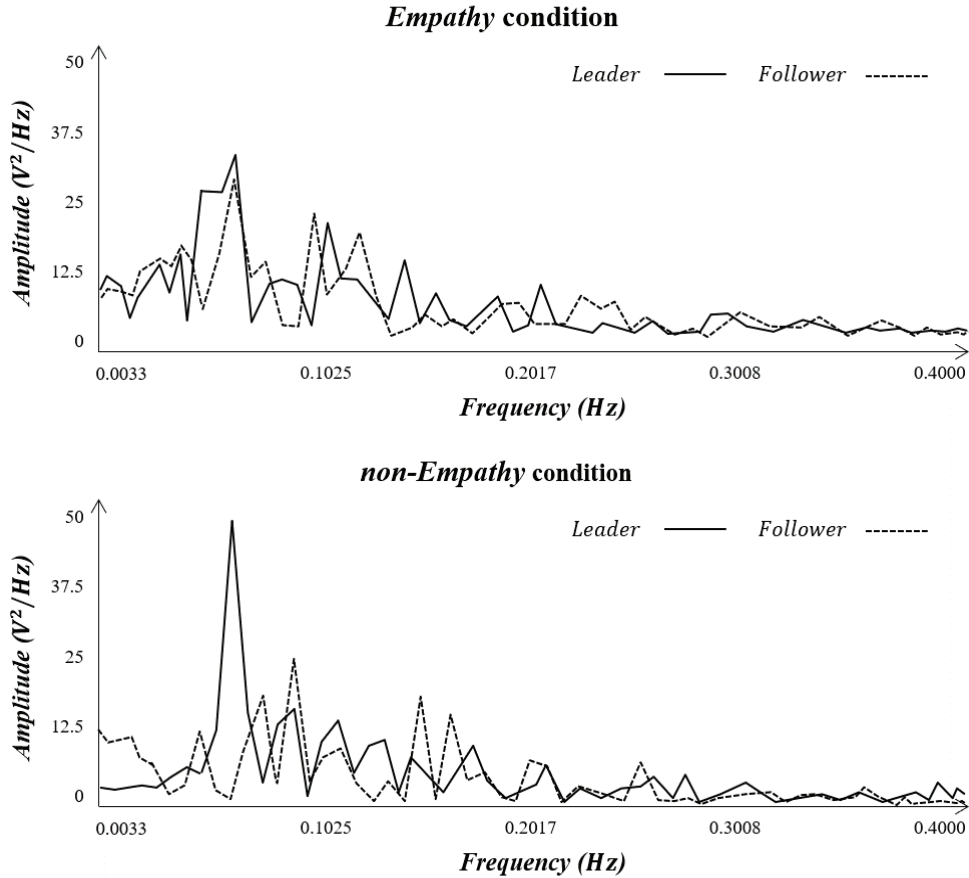 Empathy condition
50
Leader Follower
37.5
25
12.5
0
Amplitude (V²/Hz)
0.0033 0.1025 0.2017 0.3008 0.4000
Frequency (Hz)
non-Empathy condition
50
Leader Follower
37.5
25
12.5
0
Amplitude (V²/Hz)
0.0033 0.1025 0.2017 0.3008 0.4000
Frequency (Hz)